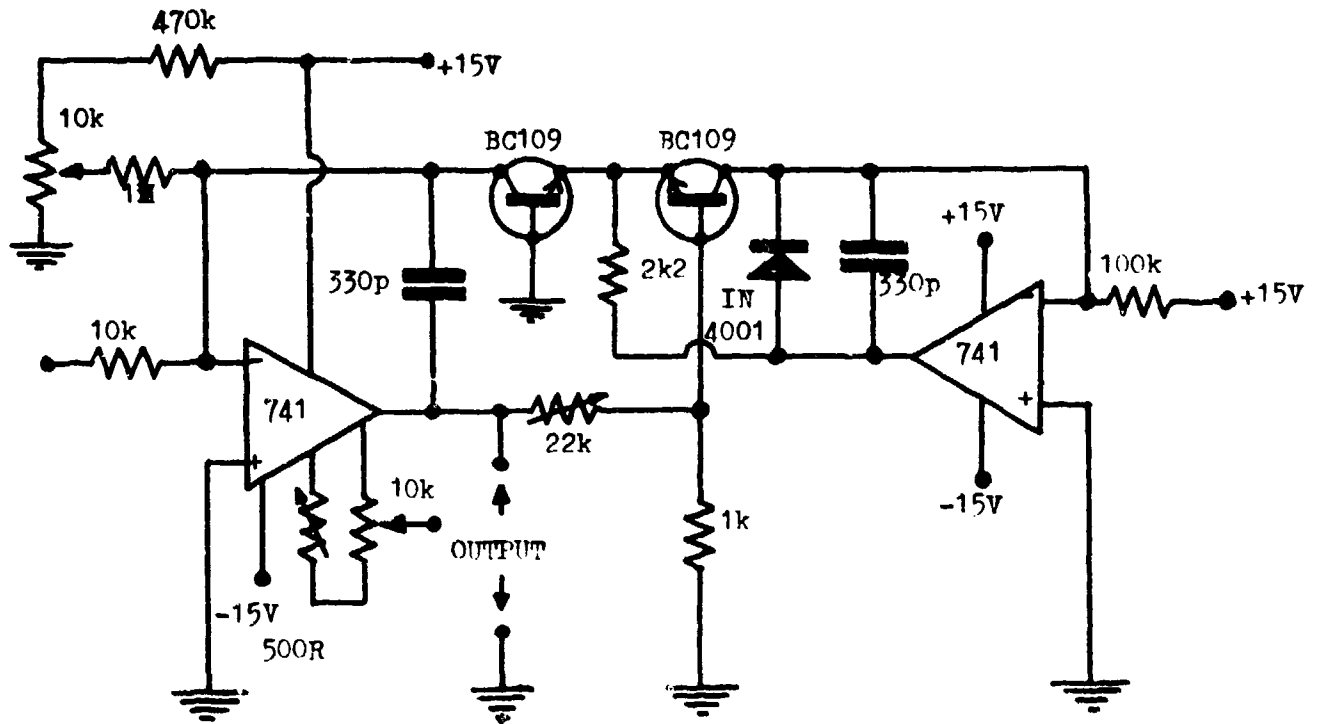 470k
+15V
10k
1M
BC109
BC109
330p
2k2
IN
4001
330p
+15V
100k
+15V
-
741
+
-15V
10k
-
741
+
22k
10k
1k
OUTPUT
-15V
500R